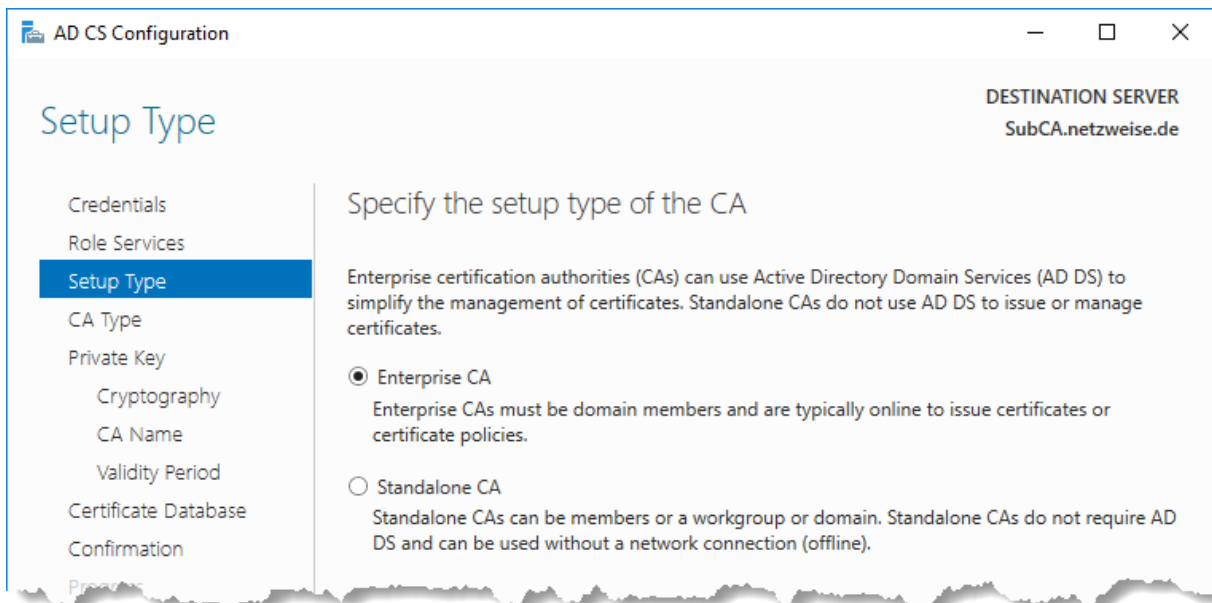 AD CS Configuration
DESTINATION SERVER
SubCA.netzweise.de
Setup Type
Credentials
Role Services
Setup Type
CA Type
Private Key
Cryptography
CA Name
Validity Period
Certificate Database
Confirmation
Progress
Specify the setup type of the CA
Enterprise certification authorities (CAs) can use Active Directory Domain Services (AD DS) to
simplify the management of certificates. Standalone CAs do not use AD DS to issue or manage
certificates.
Enterprise CA
Enterprise CAs must be domain members and are typically online to issue certificates or
certificate policies.
Standalone CA
Standalone CAs can be members or a workgroup or domain. Standalone CAs do not require AD
DS and can be used without a network connection (offline).